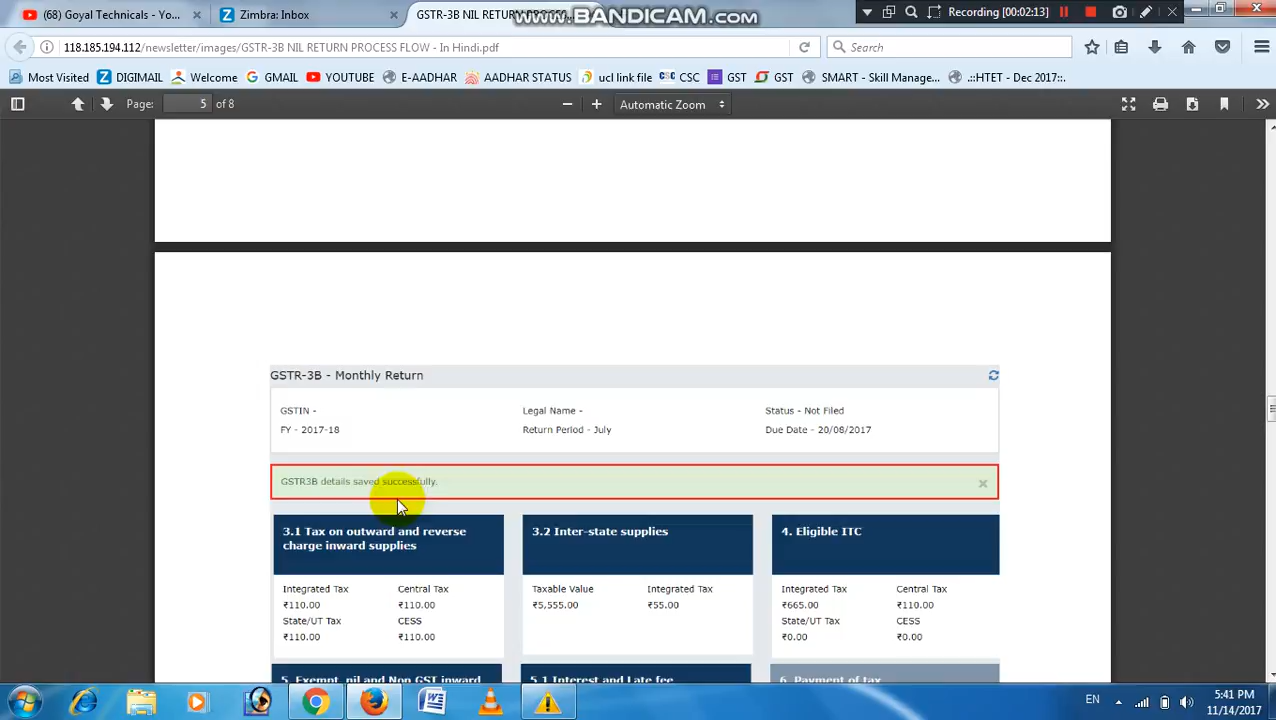 (68) Goyal Technicals - Yo...
Zimbra: Inbox
GSTR-3B NIL RETURN PROCESS
www.BANDICAM.com
Recording [00:02:13]
118.185.194.112/newsletter/images/GSTR-3B NIL RETURN PROCESS FLOW - In Hindi.pdf
Search
Most Visited
DIGIMAIL
Welcome
GMAIL
YOUTUBE
E-AADHAR
AADHAR STATUS
ucl link file
CSC
GST
GST
SMART - Skill Manage...
.::HTET - Dec 2017::.
Page: 5 of 8
Automatic Zoom
GSTR-3B - Monthly Return
GSTIN -
Legal Name -
Status - Not Filed
FY - 2017-18
Return Period - July
Due Date - 20/08/2017
GSTR3B details saved successfully.
3.1 Tax on outward and reverse
charge inward supplies
3.2 Inter-state supplies
4. Eligible ITC
Integrated Tax
Central Tax
Taxable Value
Integrated Tax
Integrated Tax
Central Tax
₹110.00
₹110.00
₹5,555.00
₹55.00
₹665.00
₹110.00
State/UT Tax
CESS
State/UT Tax
CESS
₹110.00
₹110.00
₹0.00
₹0.00
5. Exempt, nil and Non GST inward
5.1 Interest and Late fee
6. Payment of tax
EN
5:41 PM
11/14/2017